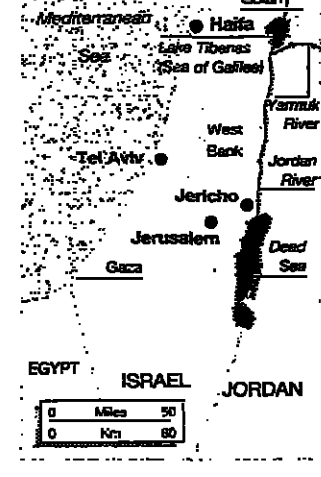 Mediterranean
Sea
Haifa
Lake Tiberias
(Sea of Galilee)
Yarmuk
River
West
Bank
Tel Aviv
Jordan
River
Jericho
Jerusalem
Dead
Sea
Gaza
EGYPT
ISRAEL
JORDAN
0 Miles 50
0 Km 80